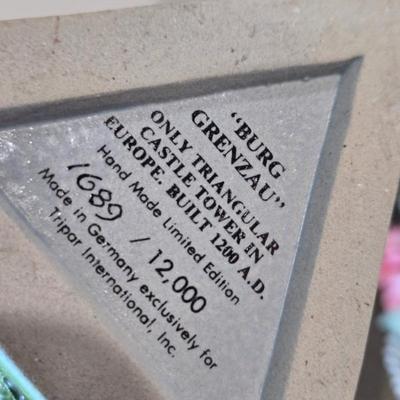 "BURG
GRENZAU"
ONLY TRIANGULAR
CASTLE TOWER IN
EUROPE. BUILT 1200 A.D.
Hand Made Limited Edition
1689 / 12,000
Made in Germany exclusively for
Tripar International, Inc.